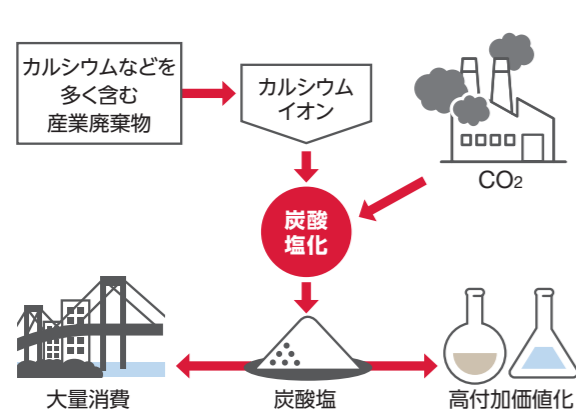 カルシウムなどを
多く含む
産業廃棄物
カルシウム
イオン
CO2
炭酸
塩化
大量消費
炭酸塩
高付加価値化